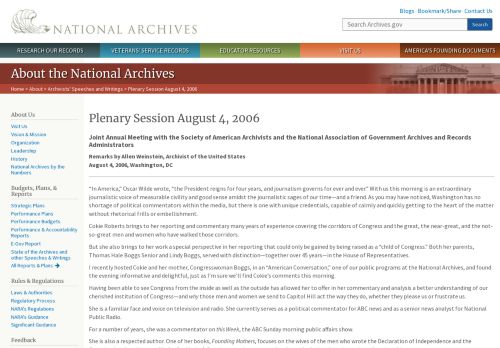 Blogs · Bookmark/Share · Contact Us
NATIONAL ARCHIVES
Search Archives.gov
Search
RESEARCH OUR RECORDS
VETERANS' SERVICE RECORDS
EDUCATOR RESOURCES
VISIT US
AMERICA'S FOUNDING DOCUMENTS
About the National Archives
Home > About > Archivists' Speeches and Writings > Plenary Session August 4, 2006
About Us
Visit Us
Vision & Mission
Organization
Leadership
History
National Archives by the
Numbers
Budgets, Plans, &
Reports
Strategic Plans
Performance Plans
Performance Budgets
Performance & Accountability
Reports
E-Gov Report
State of the Archives and
other Speeches & Writings
All Reports & Plans →
Rules & Regulations
Laws & Authorities
Regulatory Process
NARA's Regulations
NARA's Guidance
Significant Guidance
Feedback
Plenary Session August 4, 2006
Joint Annual Meeting with the Society of American Archivists and the National Association of Government Archives and Records
Administrators
Remarks by Allen Weinstein, Archivist of the United States
August 4, 2006, Washington, DC
"In America," Oscar Wilde wrote, "the President reigns for four years, and journalism governs for ever and ever." With us this morning is an extraordinary
journalistic voice of measurable civility and good sense amidst the journalistic rages of our time—and a friend. As you may have noticed, Washington has no
shortage of political commentators within the media, but there is one with unique credentials, capable of calmly and quickly getting to the heart of the matter
without rhetorical frills or embellishment.
Cokie Roberts brings to her reporting and commentary many years of experience covering the corridors of Congress and the great, the near-great, and the not-
so-great men and women who have walked those corridors.
But she also brings to her work a special perspective in her reporting that could only be gained by being raised as a "child of Congress." Both her parents,
Thomas Hale Boggs and Lindy Boggs, served with distinction—together over 45 years—in the House of Representatives.
I recently hosted Cokie and her mother, Congresswoman Boggs, in an "American Conversation," one of our public programs at the National Archives, and found
the evening informative and delightful, just as I'm sure we'll find Cokie's comments this morning.
Having been able to see Congress from the inside as well as the outside has allowed her to offer in her commentary and analysis a better understanding of our
cherished institution of Congress—and why those men and women we send to Capitol Hill act the way they do, whether they please us or frustrate us.
She is a familiar face and voice on television and radio. She currently serves as a political commentator for ABC news and as a senior news analyst for National
Public Radio.
For a number of years, she was a commentator on this Week, the ABC Sunday morning public affairs show.
She is also a respected author. One of her books, Founding Mothers, focuses on the wives of the men who wrote the Declaration of Independence and the